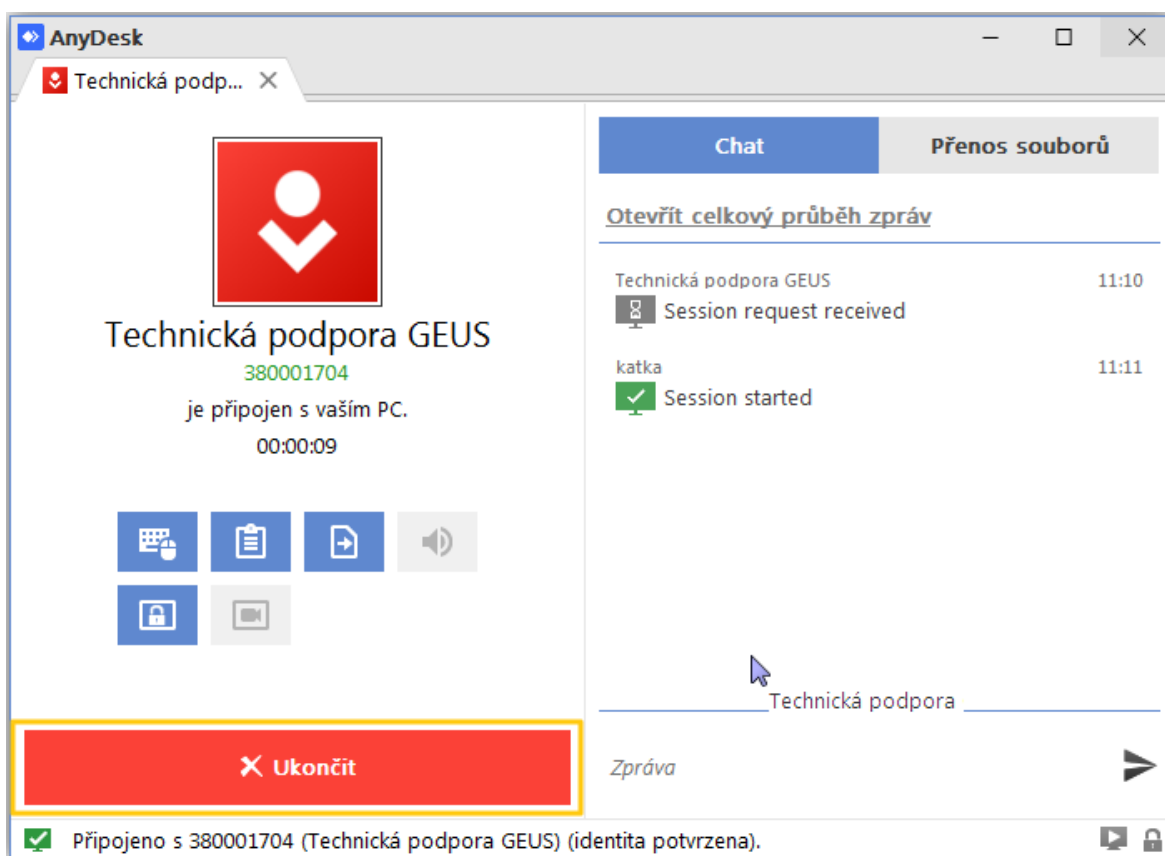 AnyDesk
Technická podp...
Technická podpora GEUS
380001704
je připojen s vaším PC.
00:00:09
Ukončit
Chat
Přenos souborů
Otevřít celkový průběh zpráv
Technická podpora GEUS 11:10
Session request received
katka 11:11
Session started
Technická podpora
Zpráva
Připojeno s 380001704 (Technická podpora GEUS) (identita potvrzena).